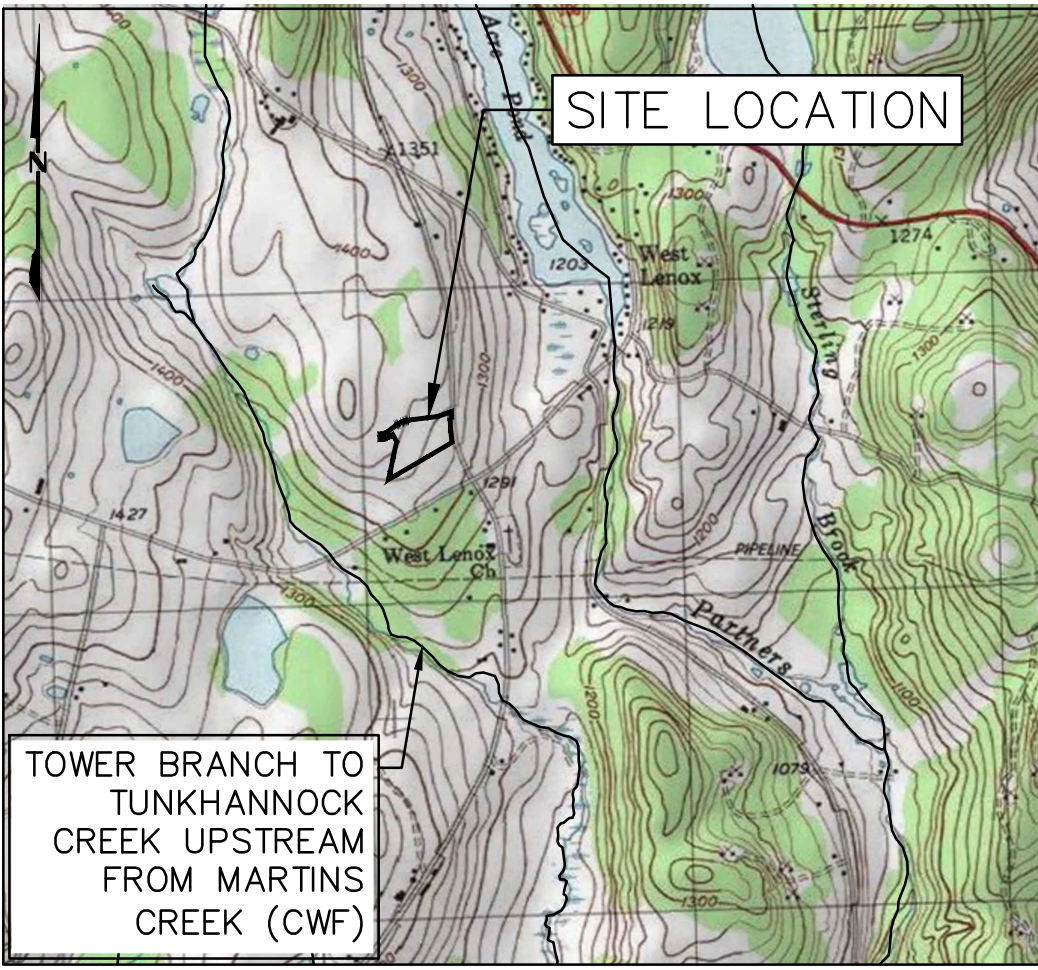 Acre
Pond
SITE LOCATION
1300
1351
N
1300
1274
1400
1203
West
Lenox
1219
Sterling
1300
1400
1300
1291
1427
Brook
1200
West Lenox
Ch
PIPELINE
1300
Partners
1200
1100
TOWER BRANCH TO
TUNKHANNOCK
CREEK UPSTREAM
FROM MARTINS
CREEK (CWF)
1079
1300